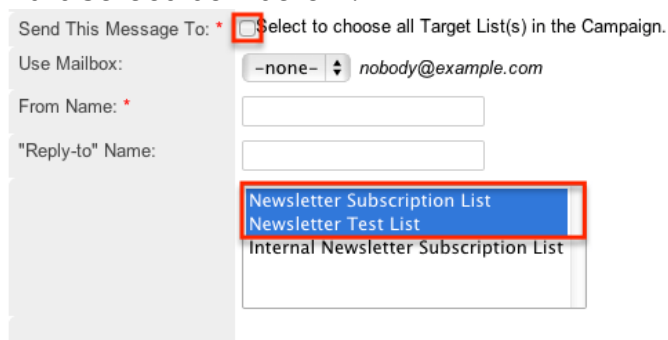 Send This Message To: * Select to choose all Target List(s) in the Campaign.
Use Mailbox: -none- nobody@example.com
From Name: *
"Reply-to" Name:
Newsletter Subscription List
Newsletter Test List
Internal Newsletter Subscription List